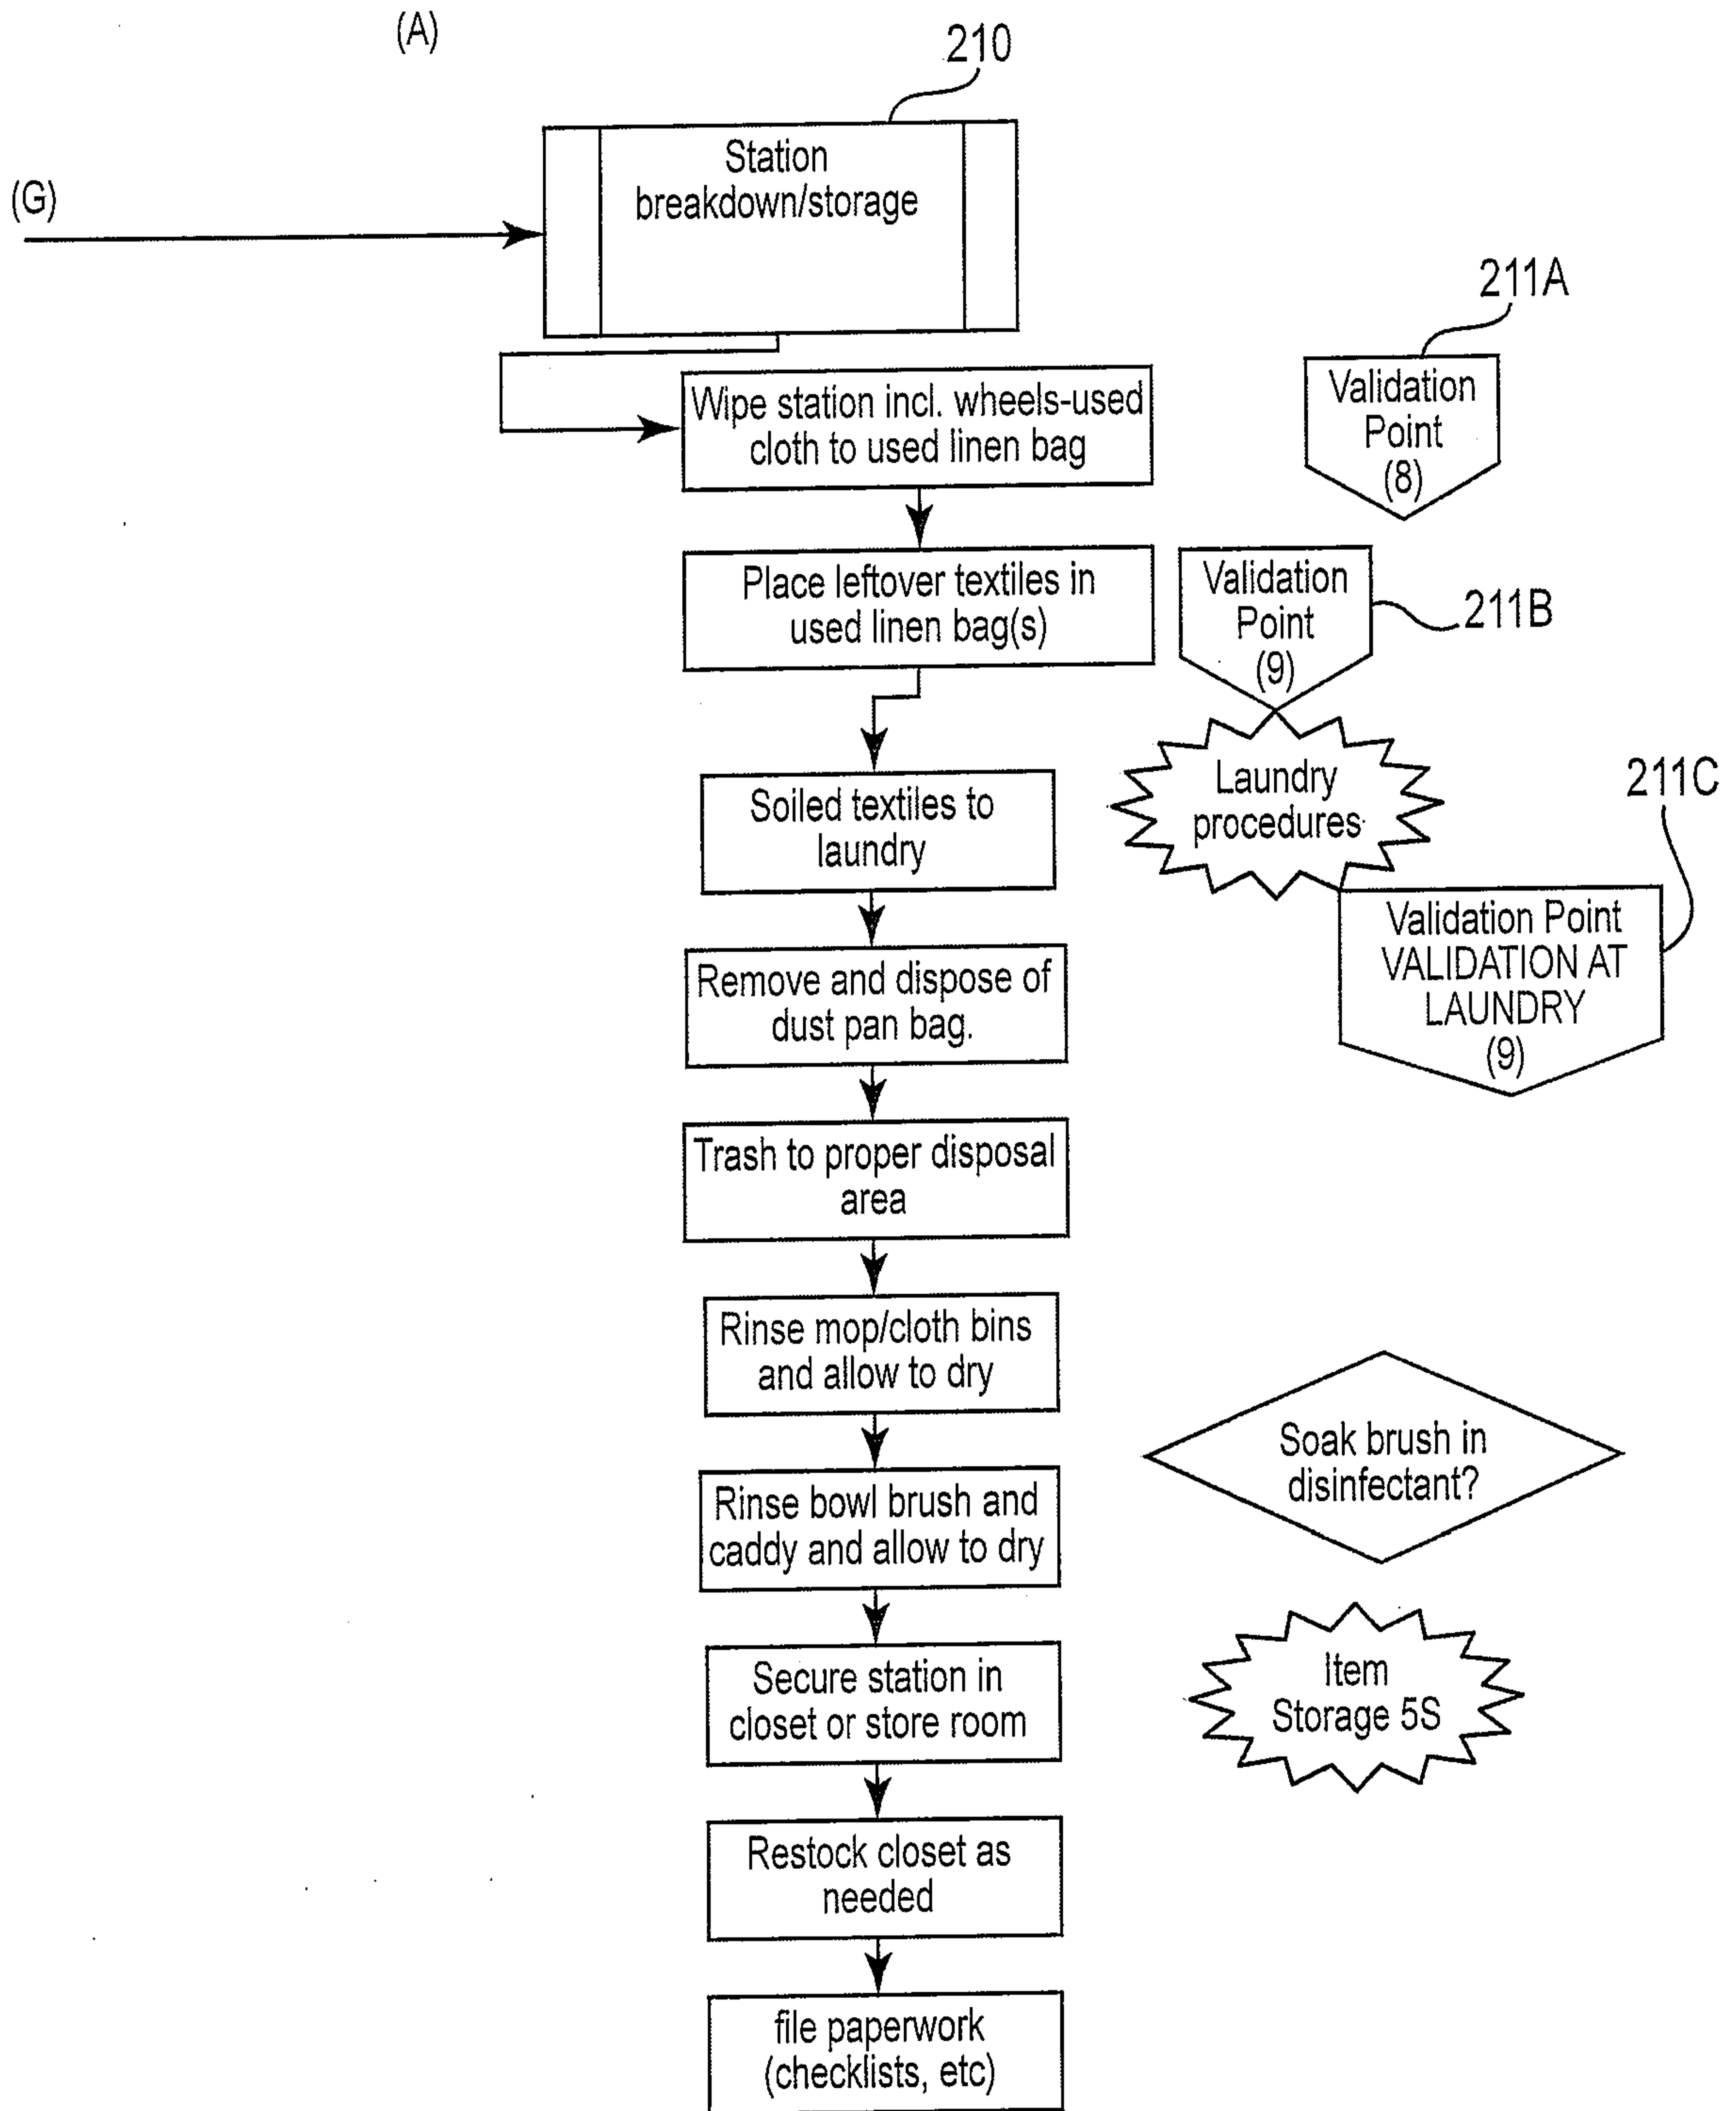 (A)
210
Station
breakdown/storage
(G)
211A
Wipe station incl. wheels-used
cloth to used linen bag
Validation
Point
(8)
Place leftover textiles in
used linen bag(s)
Validation
Point
(9)
211B
Soiled textiles to
laundry
Laundry
procedures
211C
Validation Point
VALIDATION AT
LAUNDRY
(9)
Remove and dispose of
dust pan bag.
Trash to proper disposal
area
Rinse mop/cloth bins
and allow to dry
Soak brush in
disinfectant?
Rinse bowl brush and
caddy and allow to dry
Secure station in
closet or store room
Item
Storage 5S
Restock closet as
needed
file paperwork
(checklists, etc)